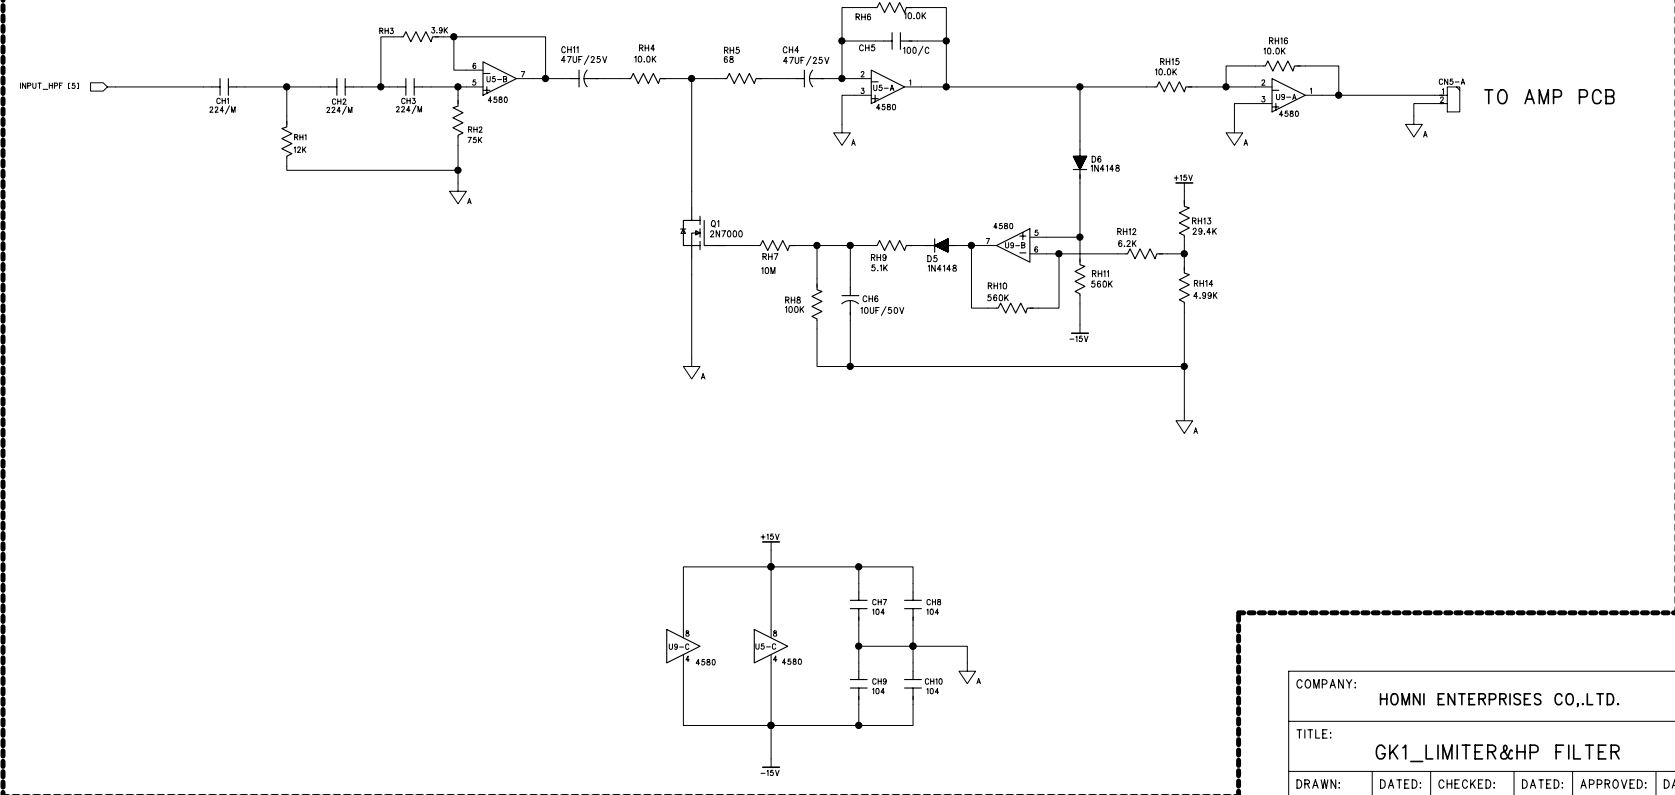 RH6 10.0K
CH5 100/C
RH3 3.9K
CH11
47UF/25V
RH4
10.0K
RH5
68
CH4
47UF/25V
RH15
10.0K
RH16
10.0K
INPUT_HPF [5]
CH1
224/M
CH2
224/M
CH3
224/M
6
5
7
U5-B
4580
2
3
1
U5-A
4580
2
3
1
U9-A
4580
CN5-A
1
2
TO AMP PCB
RH1
12K
RH2
75K
A
A
A
A
D6
1N4148
+15V
Q1
2N7000
RH7
10M
RH9
5.1K
D5
1N4148
4580
7
U9-B
5
6
RH12
6.2K
RH13
29.4K
RH14
4.99K
RH8
100K
CH6
10UF/50V
RH10
560K
RH11
560K
-15V
A
A
+15V
CH7
104
CH8
104
8
U9-C
4
4580
8
U5-C
4
4580
A
CH9
104
CH10
104
-15V
COMPANY:
HOMNI ENTERPRISES CO,.LTD.
TITLE:
GK1_LIMITER&HP FILTER
DRAWN: DATED: CHECKED: DATED: APPROVED: DA